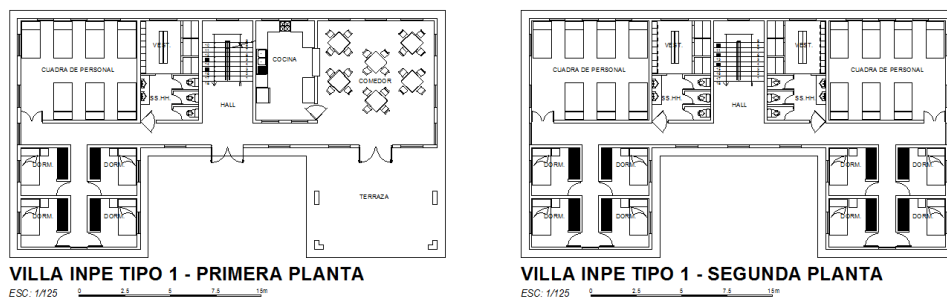 CUADRA DE PERSONAL
VEST.
SS.HH.
HALL
COCINA
COMEDOR
DORM.
DORM.
DORM.
DORM.
TERRAZA
VILLA INPE TIPO 1 - PRIMERA PLANTA
ESC: 1/125
0 2.5 5 7.5 15m
CUADRA DE PERSONAL
VEST.
SS.HH.
HALL
VEST.
SS.HH.
CUADRA DE PERSONAL
DORM.
DORM.
DORM.
DORM.
DORM.
DORM.
DORM.
DORM.
VILLA INPE TIPO 1 - SEGUNDA PLANTA
ESC: 1/125
0 2.5 5 7.5 15m